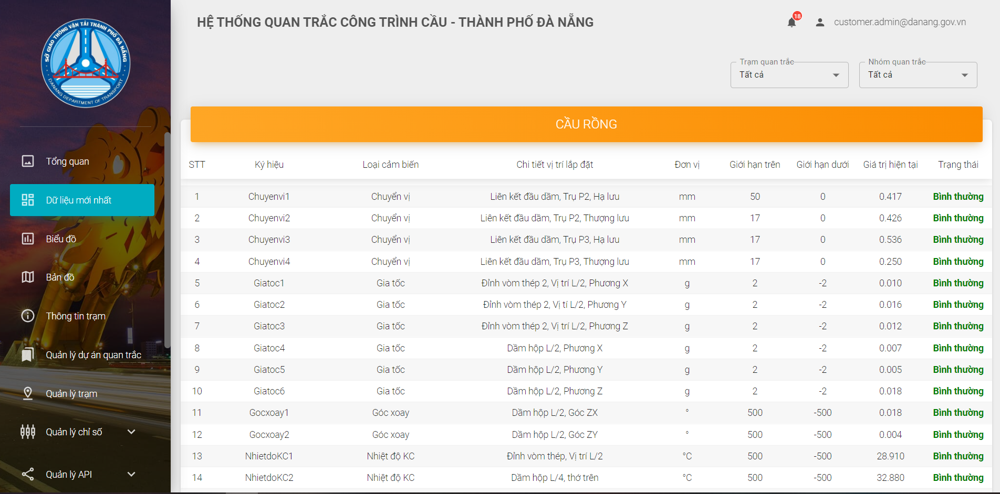 SỞ GIAO THÔNG VẬN TẢI THÀNH PHỐ ĐÀ NẴNG
DANANG DEPARTMENT OF TRANSPORT
Tổng quan
Dữ liệu mới nhất
Biểu đồ
Bản đồ
Thông tin trạm
Quản lý dự án quan trắc
Quản lý trạm
Quản lý chỉ số
Quản lý API
HỆ THỐNG QUAN TRẮC CÔNG TRÌNH CẦU - THÀNH PHỐ ĐÀ NẴNG
18
customer.admin@danang.gov.vn
Trạm quan trắc
Tất cả
Nhóm quan trắc
Tất cả
CẦU RỒNG
STT Ký hiệu Loại cảm biến Chi tiết vị trí lắp đặt Đơn vị Giới hạn trên Giới hạn dưới Giá trị hiện tại Trạng thái
1 Chuyenvi1 Chuyển vị Liên kết đầu dầm, Trụ P2, Hạ lưu mm 50 0 0.417 Bình thường
2 Chuyenvi2 Chuyển vị Liên kết đầu dầm, Trụ P2, Thượng lưu mm 17 0 0.426 Bình thường
3 Chuyenvi3 Chuyển vị Liên kết đầu dầm, Trụ P3, Hạ lưu mm 17 0 0.536 Bình thường
4 Chuyenvi4 Chuyển vị Liên kết đầu dầm, Trụ P3, Thượng lưu mm 17 0 0.250 Bình thường
5 Giatoc1 Gia tốc Đỉnh vòm thép 2, Vị trí L/2, Phương X g 2 -2 0.010 Bình thường
6 Giatoc2 Gia tốc Đỉnh vòm thép 2, Vị tí L/2, Phương Y g 2 -2 0.016 Bình thường
7 Giatoc3 Gia tốc Đỉnh vòm thép 2, Vị trí L/2, Phương Z g 2 -2 0.012 Bình thường
8 Giatoc4 Gia tốc Dầm hộp L/2, Phương X g 2 -2 0.007 Bình thường
9 Giatoc5 Gia tốc Dầm hộp L/2, Phương Y g 2 -2 0.005 Bình thường
10 Giatoc6 Gia tốc Dầm hộp L/2, Phương Z g 2 -2 0.018 Bình thường
11 Gocxoay1 Góc xoay Dầm hộp L/2, Góc ZX ° 500 -500 0.018 Bình thường
12 Gocxoay2 Góc xoay Dầm hộp L/2, Góc ZY ° 500 -500 0.004 Bình thường
13 NhietdoKC1 Nhiệt độ KC Đỉnh vòm thép, Vị trí L/2 °C 500 -500 28.910 Bình thường
14 NhietdoKC2 Nhiệt độ KC Dầm hộp L/4, thớ trên °C 500 -500 32.880 Bình thường